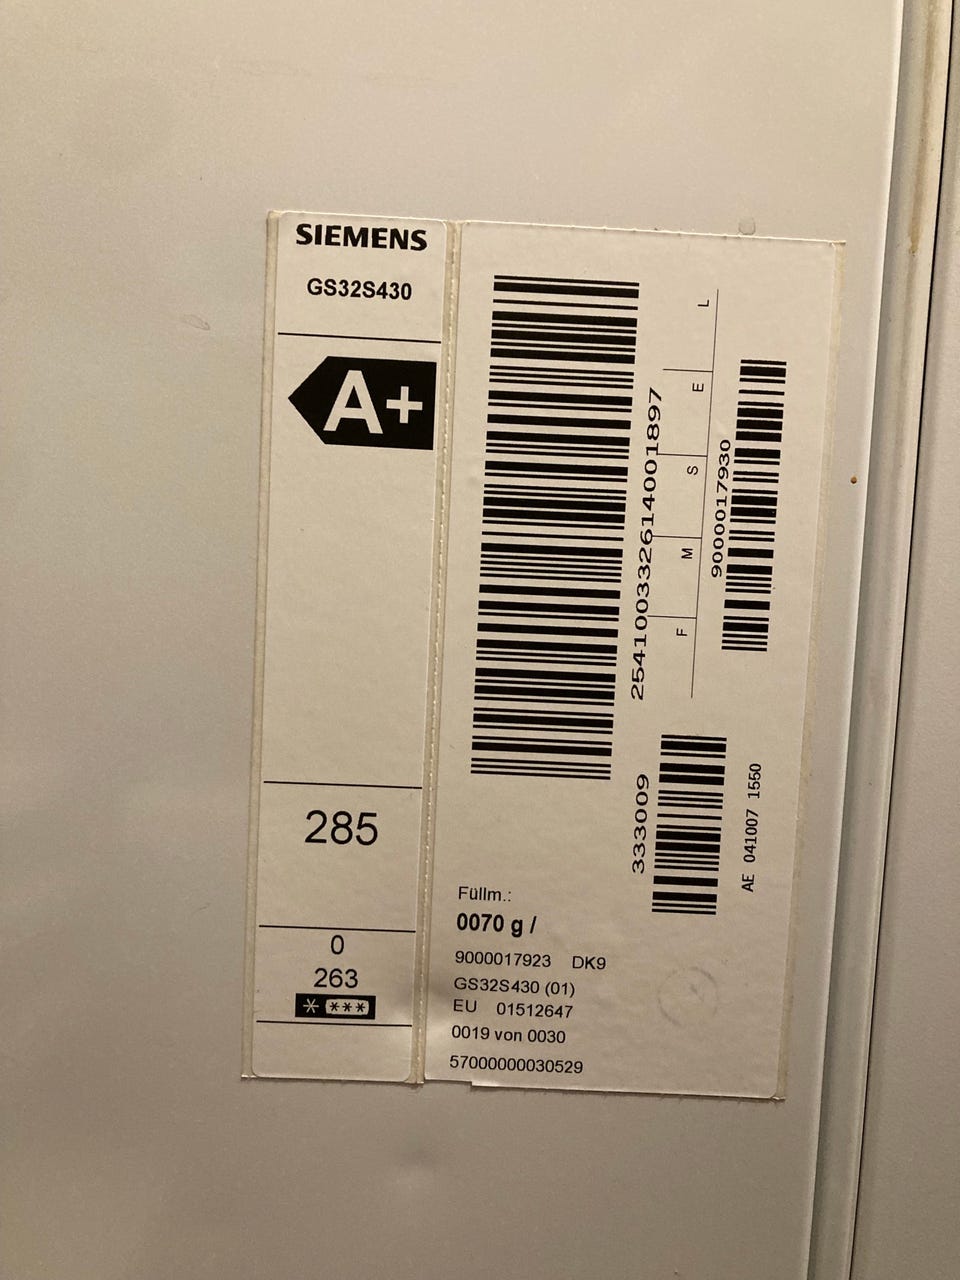 SIEMENS
GS32S430
A+
285
0
263
* ***
254100332614001897
L
E
S
M
F
9000017930
333009
AE 041007 1550
Füllm.:
0070 g /
9000017923 DK9
GS32S430 (01)
EU 01512647
0019 von 0030
57000000030529